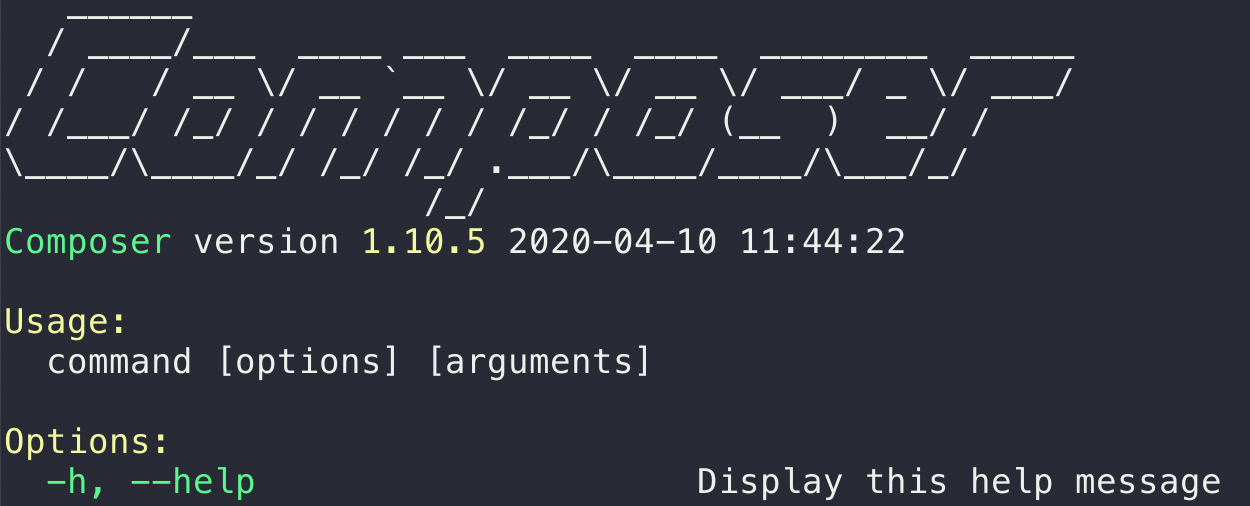 Composer
Composer version 1.10.5 2020-04-10 11:44:22
Usage:
command [options] [arguments]
Options:
-h, --help Display this help message